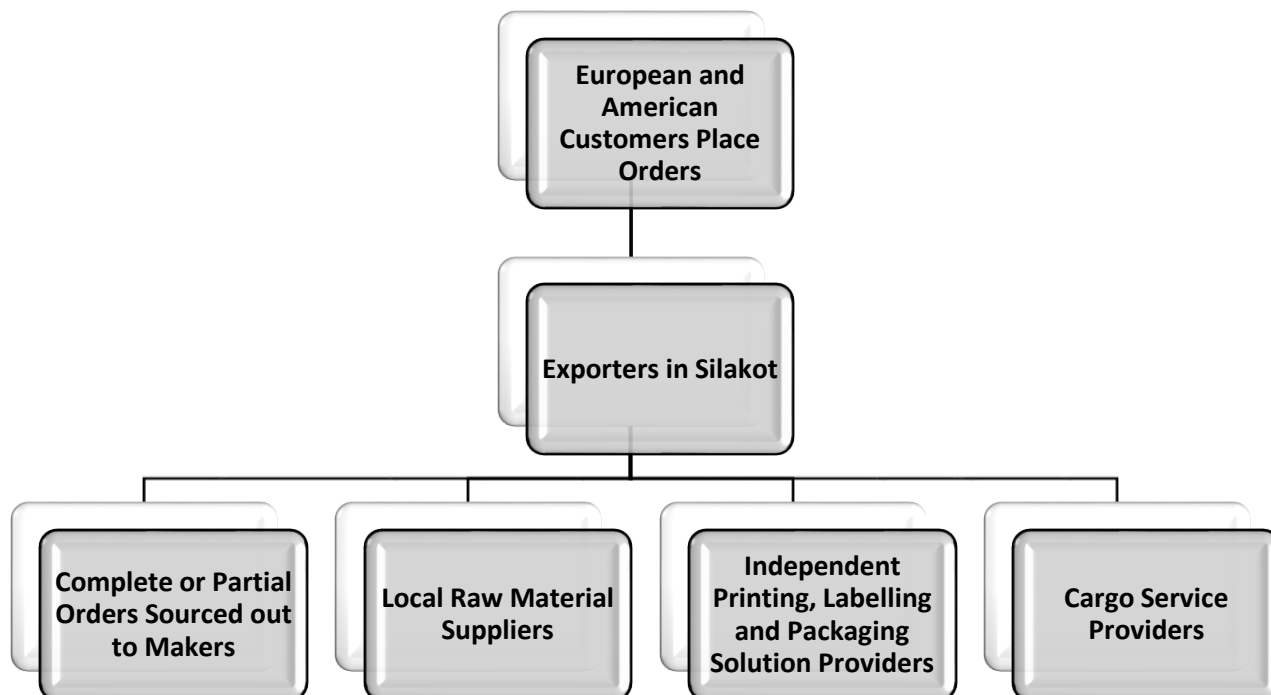 European and
American
Customers Place
Orders
Exporters in Silakot
Complete or Partial
Orders Sourced out
to Makers
Local Raw Material
Suppliers
Independent
Printing, Labelling
and Packaging
Solution Providers
Cargo Service
Providers